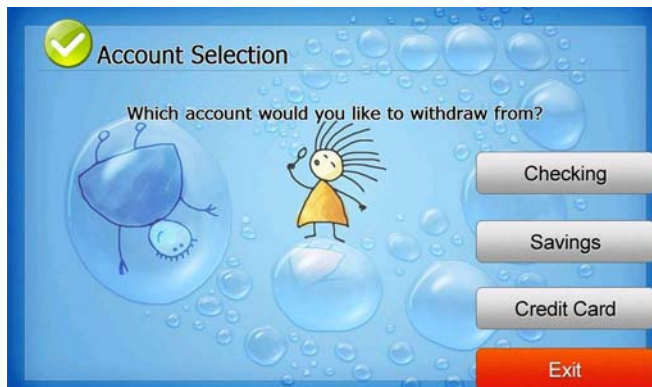 Account Selection
Which account would you like to withdraw from?
Checking
Savings
Credit Card
Exit